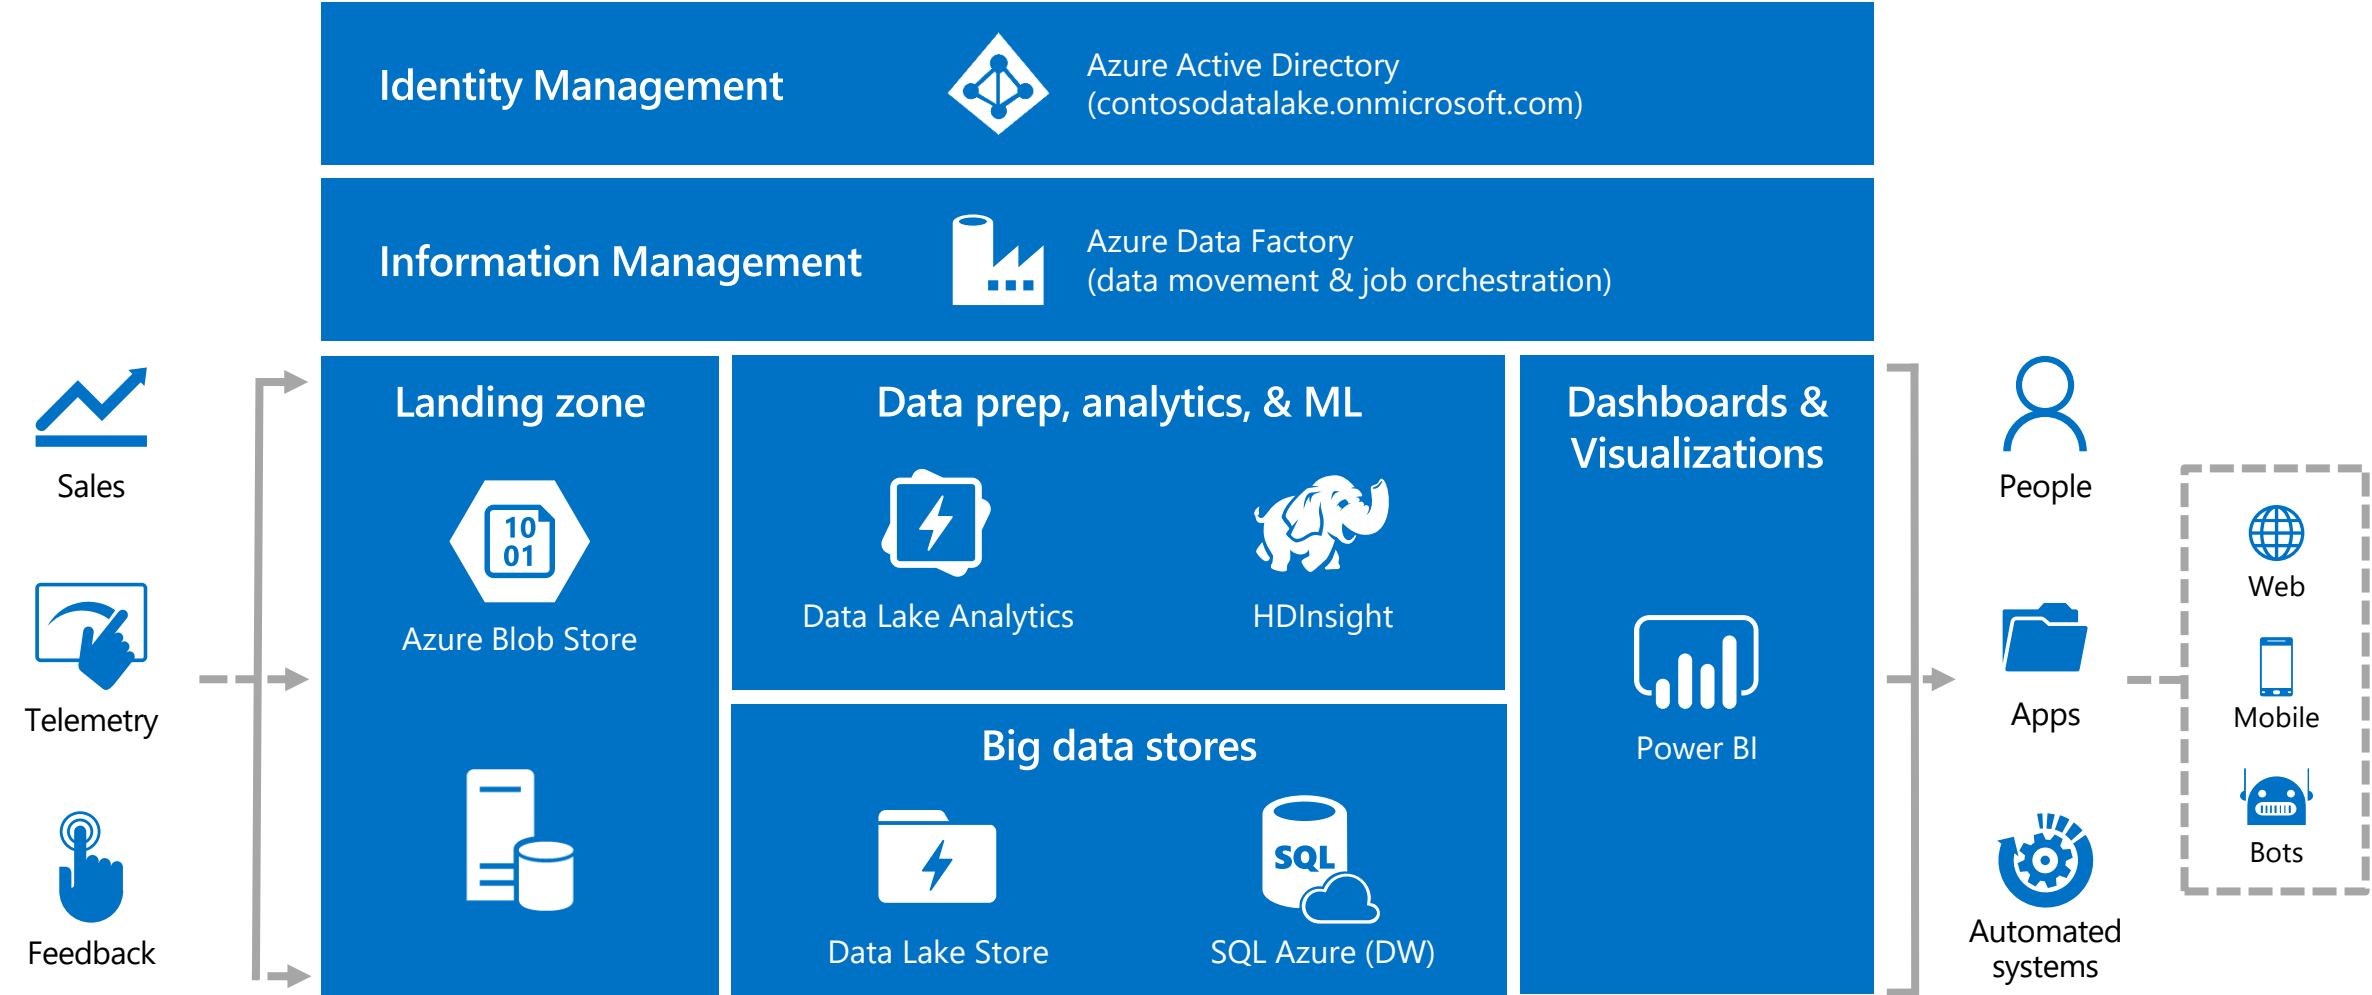 Identity Management
Azure Active Directory
(contosodatalake.onmicrosoft.com)
Information Management
Azure Data Factory
(data movement & job orchestration)
Sales
Telemetry
Feedback
Landing zone
10
01
Azure Blob Store
Data prep, analytics, & ML
Data Lake Analytics
HDInsight
Big data stores
Data Lake Store
SQL
SQL Azure (DW)
Dashboards &
Visualizations
Power BI
People
Apps
Automated
systems
Web
Mobile
Bots